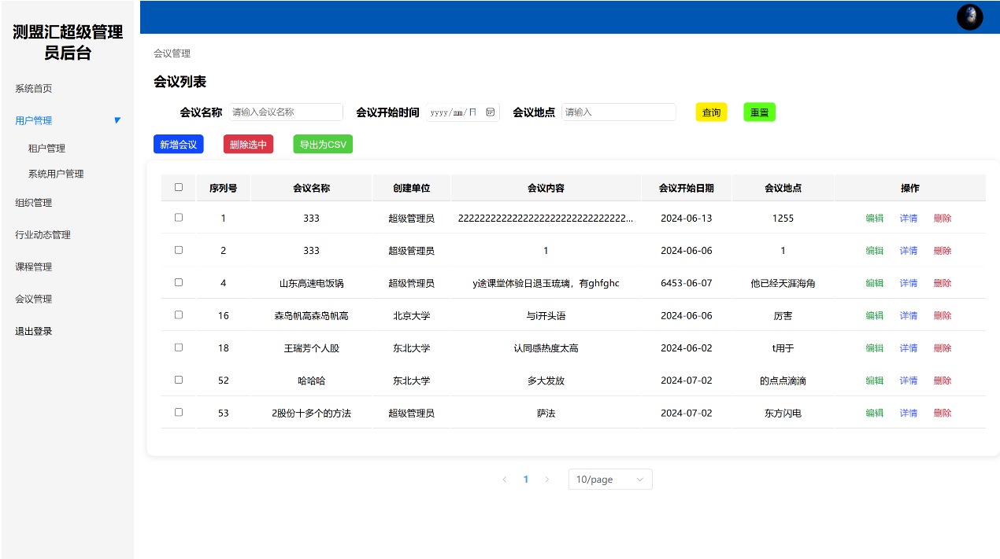 测盟汇超级管理
员后台
系统首页
用户管理
租户管理
系统用户管理
组织管理
行业动态管理
课程管理
会议管理
退出登录
会议管理
会议列表
会议名称 请输入会议名称 会议开始时间 yyyy/mm/日 会议地点 请输入 查询 重置
新增会议 删除选中 导出为CSV
序列号 会议名称 创建单位 会议内容 会议开始日期 会议地点 操作
1 333 超级管理员 22222222222222222222222222222222... 2024-06-13 1255 编辑 详情 删除
2 333 超级管理员 1 2024-06-06 1 编辑 详情 删除
4 山东高速电饭锅 超级管理员 y途课堂体验日退玉琉璃，有ghfghc 6453-06-07 他已经天涯海角 编辑 详情 删除
16 森岛帆高森岛帆高 北京大学 与i开头语 2024-06-06 厉害 编辑 详情 删除
18 王瑞芳个人股 东北大学 认同感热度太高 2024-06-02 t用于 编辑 详情 删除
52 哈哈哈 东北大学 多大发放 2024-07-02 的点点滴滴 编辑 详情 删除
53 2股份十多个的方法 超级管理员 萨法 2024-07-02 东方闪电 编辑 详情 删除
1 10/page